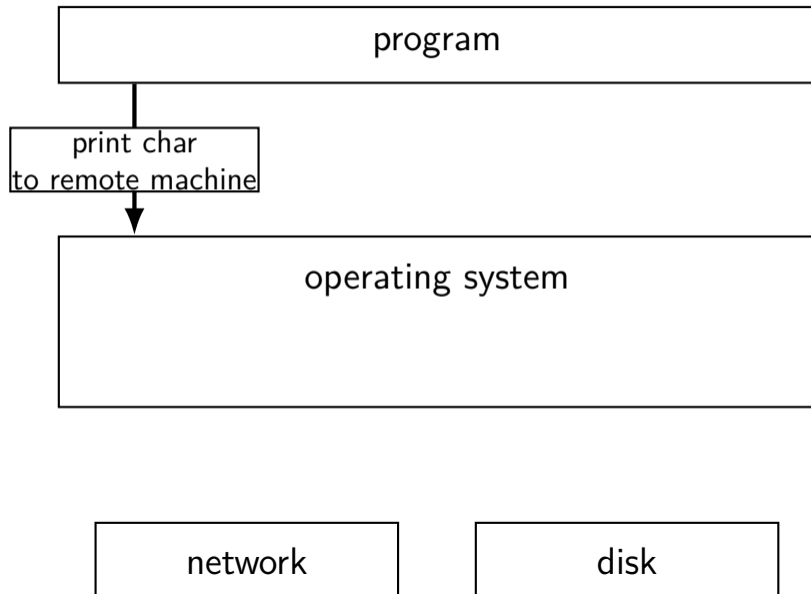 program
print char
to remote machine
operating system
network
disk